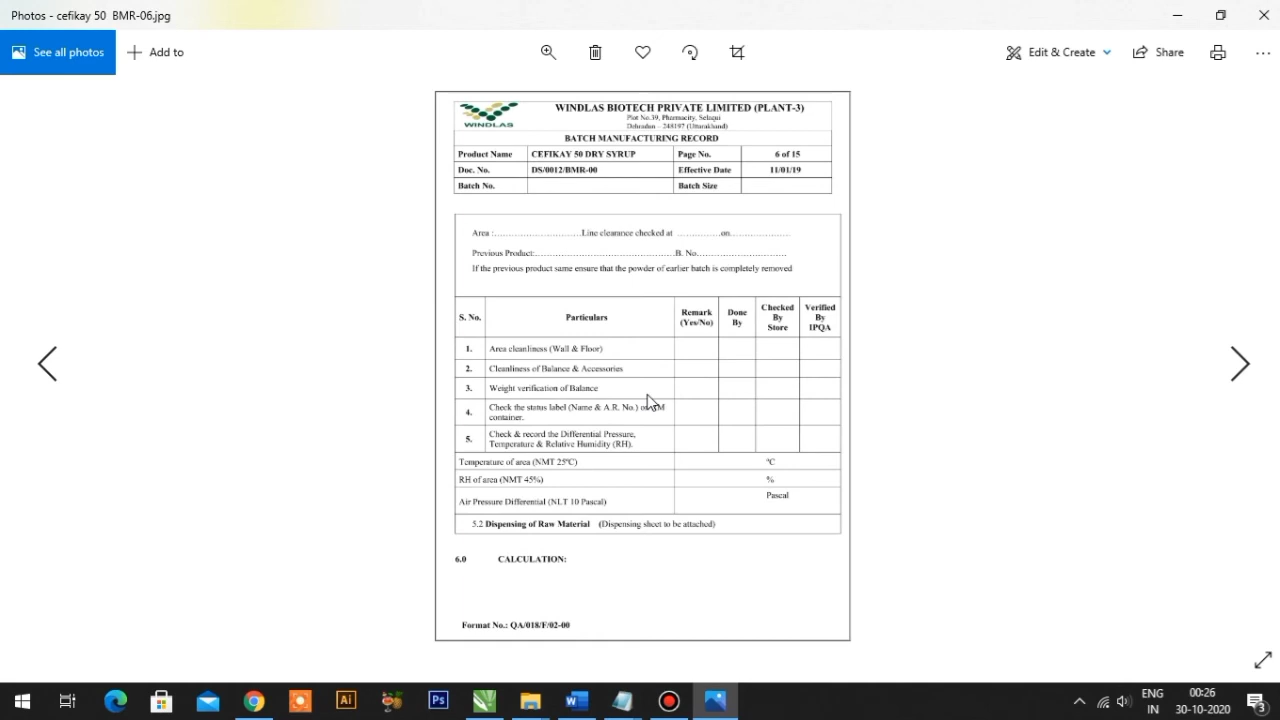 Photos - cefikay 50  BMR-06.jpg
See all photos
Add to
Edit & Create
Share
WINDLAS
WINDLAS BIOTECH PRIVATE LIMITED (PLANT-3)
Plot No.39, Pharmacity, Selaqui
Dehradun – 248197 (Uttarakhand)
BATCH MANUFACTURING RECORD
Product Name CEFIKAY 50 DRY SYRUP Page No. 6 of 15
Doc. No. DS/0012/BMR-00 Effective Date 11/01/19
Batch No. Batch Size
Area :..............................Line clearance checked at ...............on.....................
Previous Product:................................................B. No...............................
If the previous product same ensure that the powder of earlier batch is completely removed
S. No. Particulars Remark (Yes/No) Done By Checked By Store Verified By IPQA
1. Area cleanliness (Wall & Floor)
2. Cleanliness of Balance & Accessories
3. Weight verification of Balance
4. Check the status label (Name & A.R. No.)
container.
5. Check & record the Differential Pressure,
Temperature & Relative Humidity (RH).
Temperature of area (NMT 25°C) °C
RH of area (NMT 45%) %
Air Pressure Differential (NLT 10 Pascal) Pascal
5.2 Dispensing of Raw Material (Dispensing sheet to be attached)
6.0 CALCULATION:
Format No.: QA/018/F/02-00
Ai
Ps
W
ENG
IN
00:26
30-10-2020
3